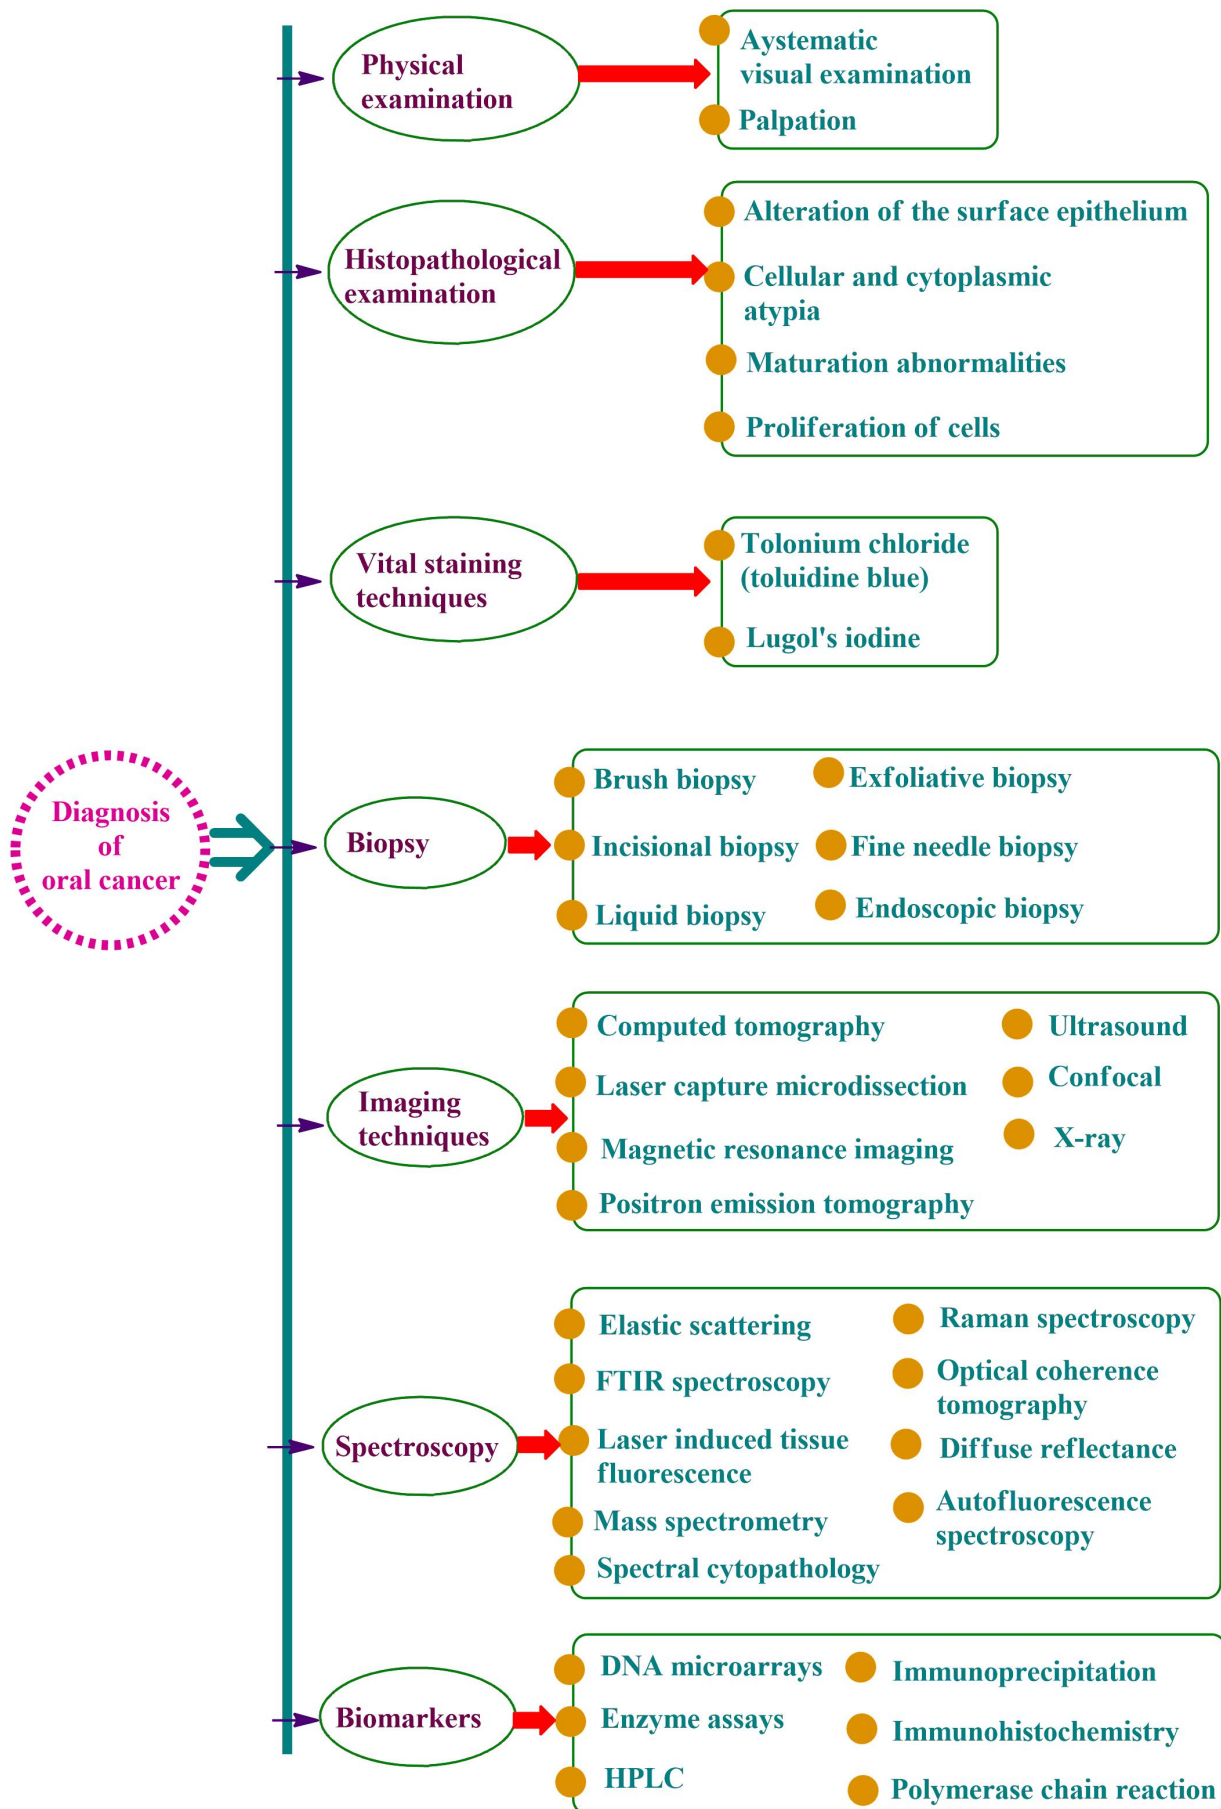 Diagnosis
of
oral cancer
Physical
examination
Aystematic
visual examination
Palpation
Histopathological
examination
Alteration of the surface epithelium
Cellular and cytoplasmic
atypia
Maturation abnormalities
Proliferation of cells
Vital staining
techniques
Tolonium chloride
(toluidine blue)
Lugol's iodine
Biopsy
Brush biopsy
Incisional biopsy
Liquid biopsy
Exfoliative biopsy
Fine needle biopsy
Endoscopic biopsy
Imaging
techniques
Computed tomography
Laser capture microdissection
Magnetic resonance imaging
Positron emission tomography
Ultrasound
Confocal
X-ray
Spectroscopy
Elastic scattering
FTIR spectroscopy
Laser induced tissue
fluorescence
Mass spectrometry
Spectral cytopathology
Raman spectroscopy
Optical coherence
tomography
Diffuse reflectance
Autofluorescence
spectroscopy
Biomarkers
DNA microarrays
Enzyme assays
HPLC
Immunoprecipitation
Immunohistochemistry
Polymerase chain reaction